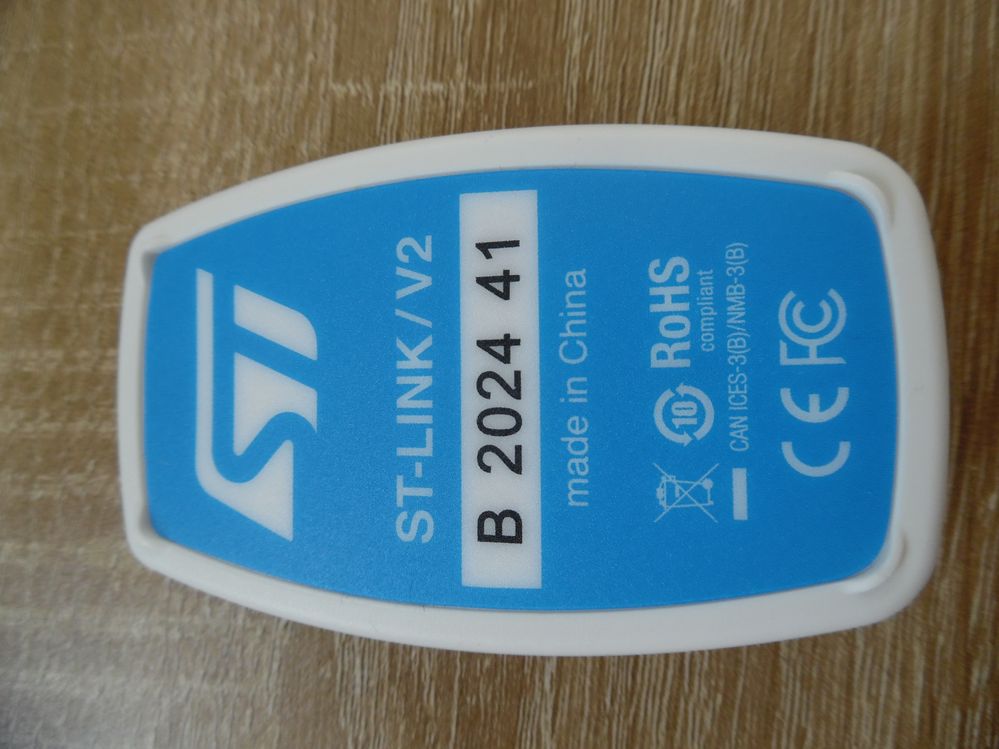 ST
ST-LINK/V2
B 2024 41
made in China
10 RoHS
compliant
CAN ICES-3(B)/NMB-3(B)
CE FC